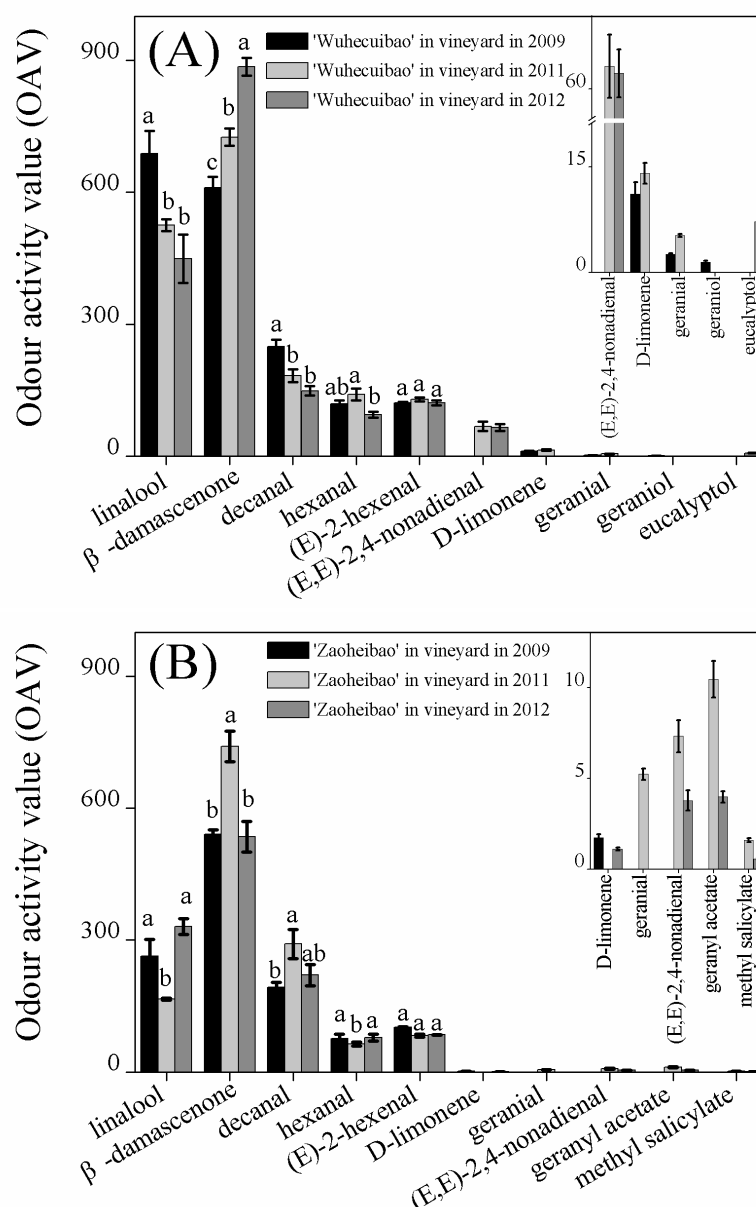 Odour activity value (OAV)
900
600
300
0
(A)
'Wuhecuibao' in vineyard in 2009
'Wuhecuibao' in vineyard in 2011
'Wuhecuibao' in vineyard in 2012
a
b
b
c
b
a
a
b
b
ab
a
b
a
a
a
60
15
0
(E,E)-2,4-nonadienal
D-limonene
geranial
geraniol
eucalyptol
linalool
β -damascenone
decanal
hexanal
(E)-2-hexenal
(E,E)-2,4-nonadienal
D-limonene
geranial
geraniol
eucalyptol
Odour activity value (OAV)
900
600
300
0
(B)
'Zaoheibao' in vineyard in 2009
'Zaoheibao' in vineyard in 2011
'Zaoheibao' in vineyard in 2012
a
b
a
b
a
b
b
a
ab
a
b
a
a
a
a
10
5
0
D-limonene
geranial
(E,E)-2,4-nonadienal
geranyl acetate
methyl salicylate
linalool
β -damascenone
decanal
hexanal
(E)-2-hexenal
D-limonene
geranial
(E,E)-2,4-nonadienal
geranyl acetate
methyl salicylate